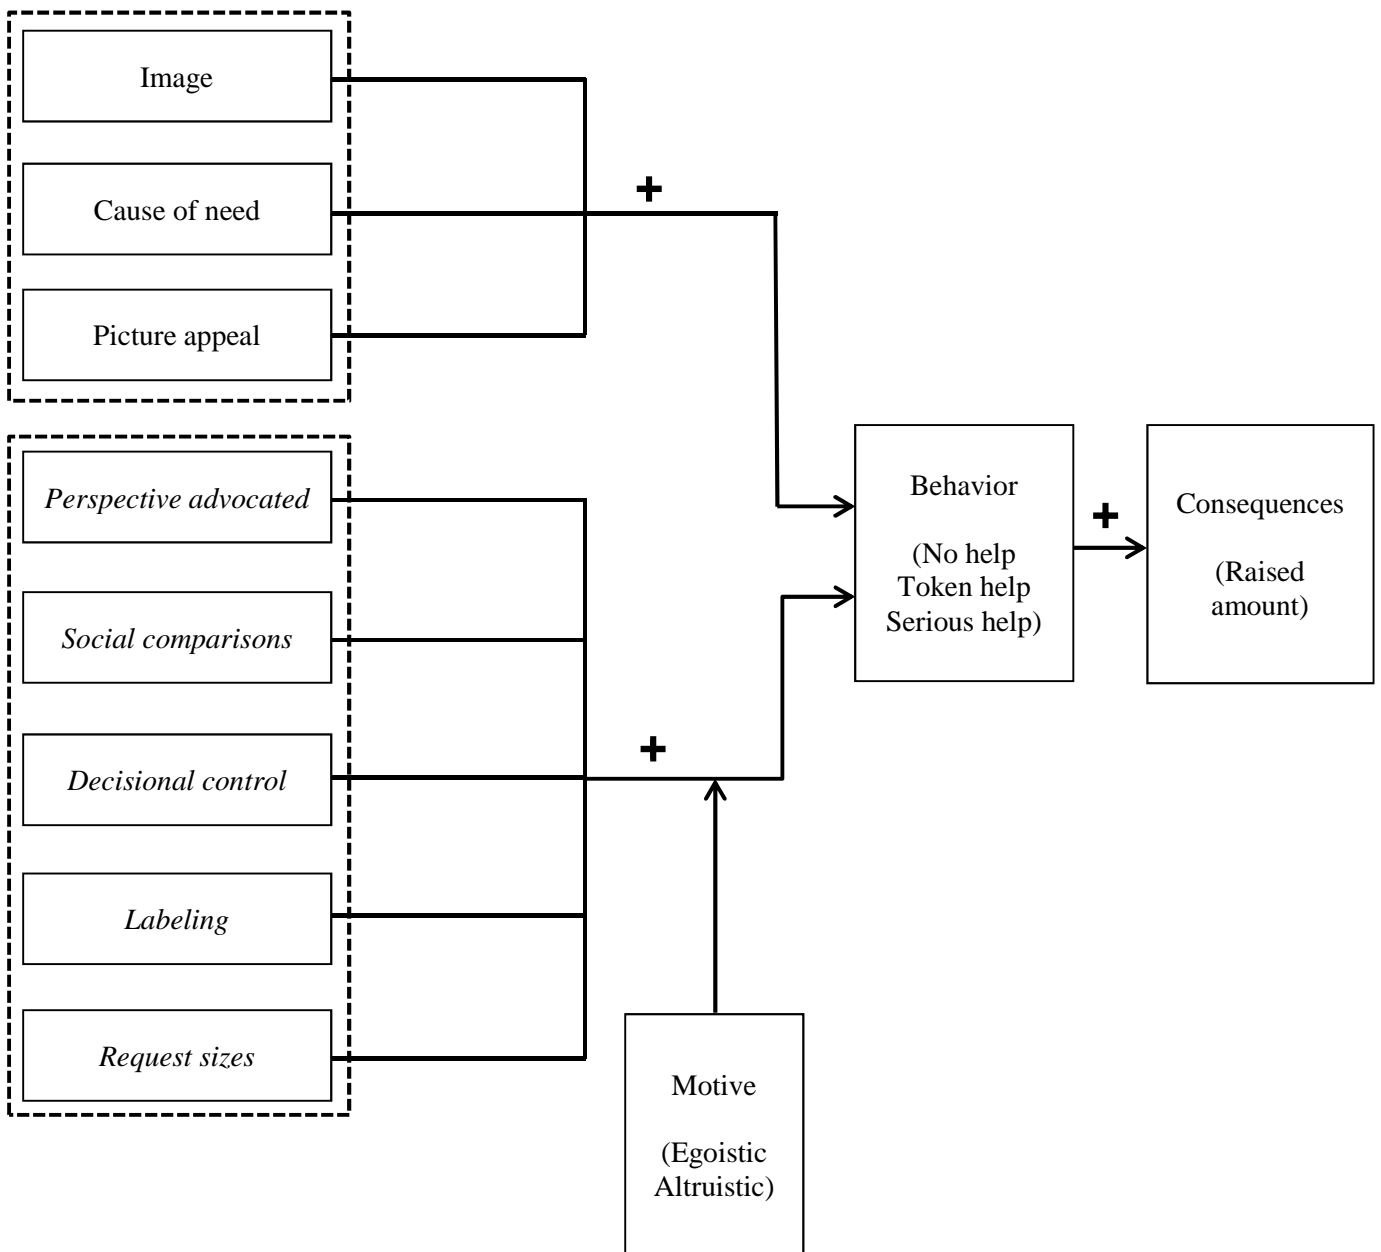 Image
+
Cause of need
Picture appeal
Perspective advocated
Behavior
(No help
Token help
Serious help)
+
Consequences
(Raised
amount)
Social comparisons
+
Decisional control
Labeling
Request sizes
Motive
(Egoistic
Altruistic)